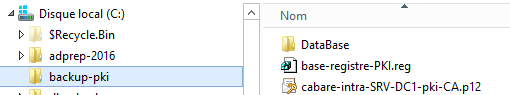 Disque local (C:)
$Recycle.Bin
adprep-2016
backup-pki
Nom
DataBase
base-registre-PKI.reg
cabare-intra-SRV-DC1-pki-CA.p12